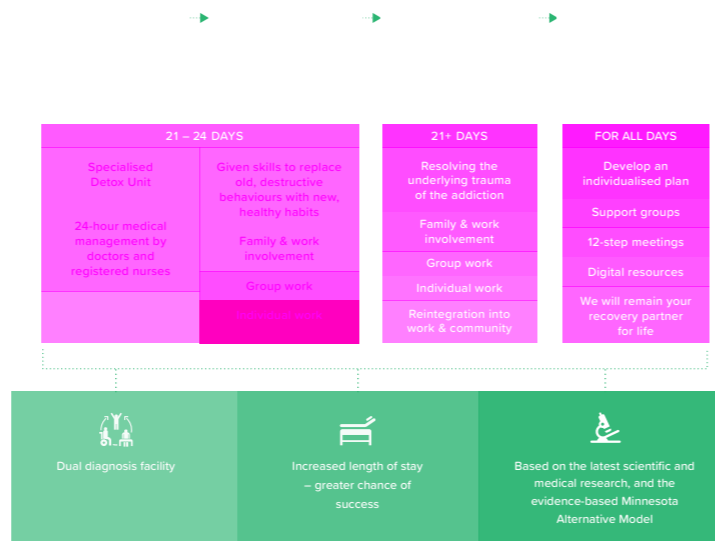 21 – 24 DAYS
Specialised
Detox Unit
24-hour medical
management by
doctors and
registered nurses
Given skills to replace
old, destructive
behaviours with new,
healthy habits
Family & work
involvement
Group work
Individual work
21+ DAYS
Resolving the
underlying trauma
of the addiction
Family & work
involvement
Group work
Individual work
Reintegration into
work & community
FOR ALL DAYS
Develop an
individualised plan
Support groups
12-step meetings
Digital resources
We will remain your
recovery partner
for life
Dual diagnosis facility
Increased length of stay
– greater chance of
success
Based on the latest scientific and
medical research, and the
evidence-based Minnesota
Alternative Model